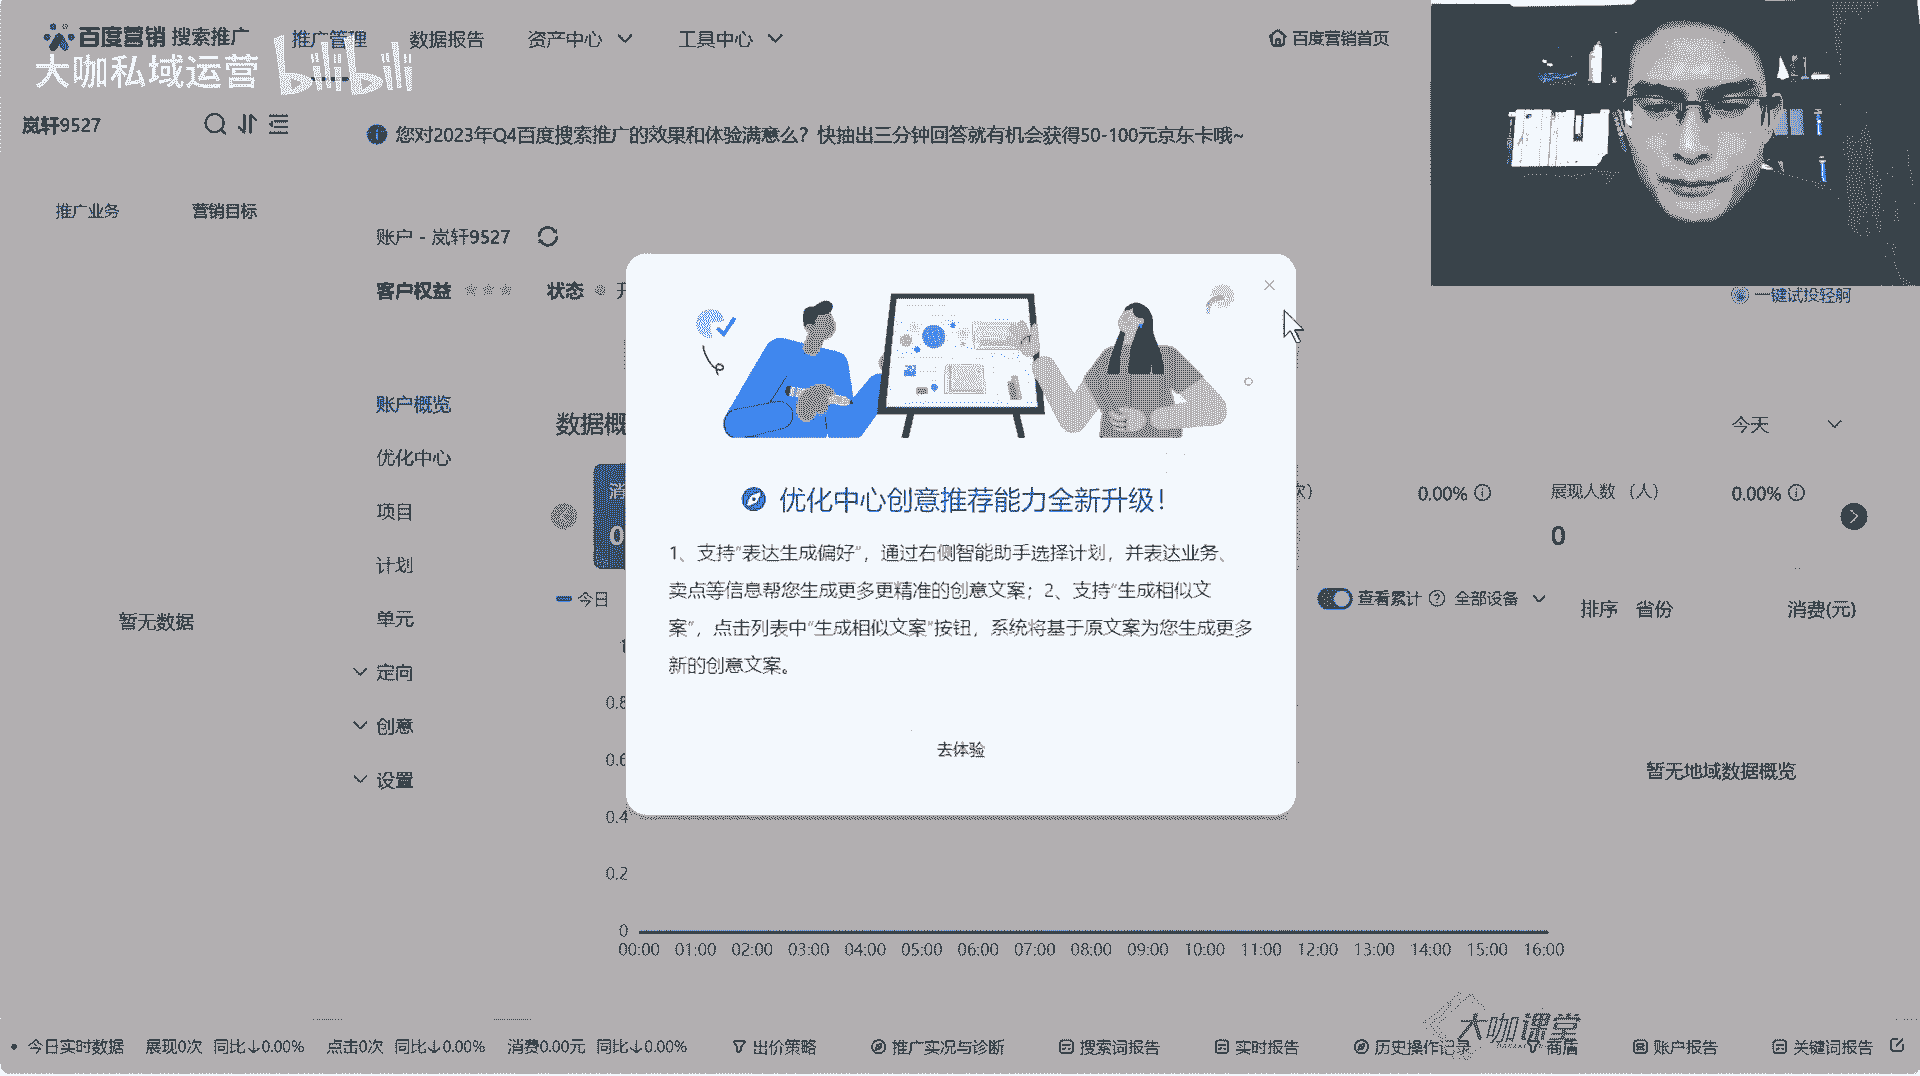 百度营销 搜索推广
推广管理
数据报告
资产中心
工具中心
百度营销首页
大咖私域运营
bilibili
岚轩9527
您对2023年Q4百度搜索推广的效果和体验满意么？快抽出三分钟回答就有机会获得50-100元京东卡哦~
推广业务
营销目标
账户 - 岚轩9527
客户权益
状态
一键试投轻舸
账户概览
优化中心
项目
计划
单元
定向
创意
设置
暂无数据
数据概
今天
0.00%
展现人数 （人）
0.00%
0
0
今日
查看累计
全部设备
排序 省份
消费(元)
暂无地域数据概览
优化中心创意推荐能力全新升级！
1、支持“表达生成偏好”，通过右侧智能助手选择计划，并表达业务、
卖点等信息帮您生成更多更精准的创意文案；2、支持“生成相似文
案”，点击列表中“生成相似文案”按钮，系统将基于原文案为您生成更多
新的创意文案。
去体验
1
0.8
0.6
0.4
0.2
0
00:00 01:00 02:00 03:00 04:00 05:00 06:00 07:00 08:00 09:00 10:00 11:00 12:00 13:00 14:00 15:00 16:00
大咖课堂
今日实时数据 展现0次 同比↓0.00% 点击0次 同比↓0.00% 消费0.00元 同比↓0.00% 出价策略 推广实况与诊断 搜索词报告 实时报告 历史操作记录 商盾 账户报告 关键词报告